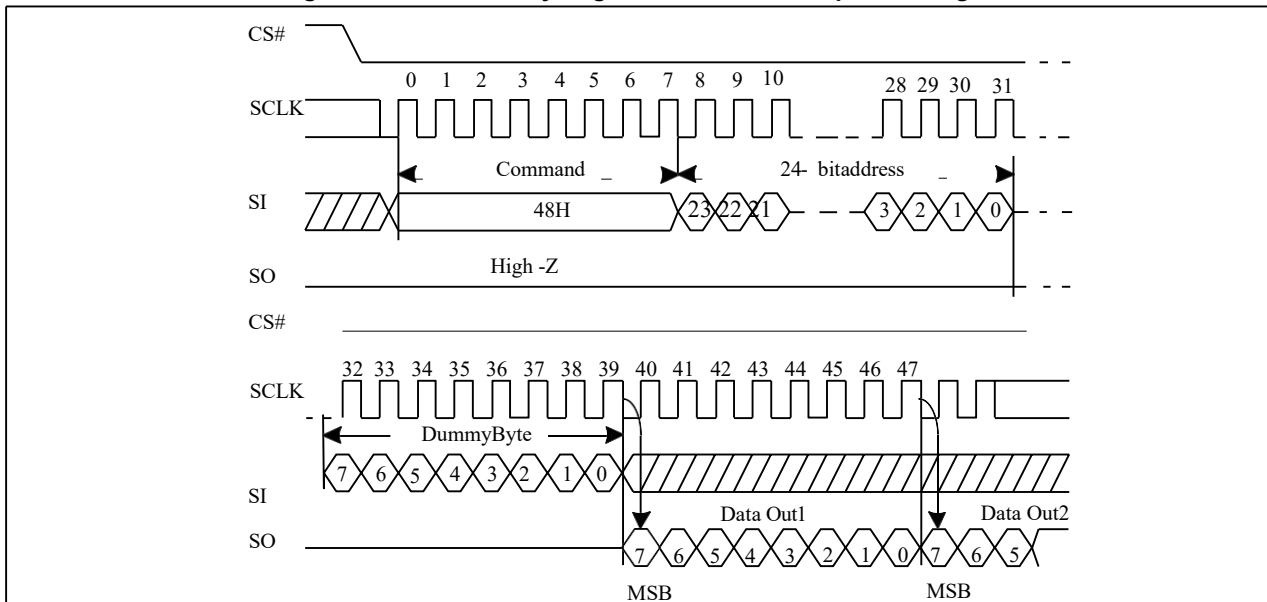 CS#
0 1 2 3 4 5 6 7 8 9 10 28 29 30 31
SCLK
Command 24- bitaddress
SI
48H 23 22 21 3 2 1 0
High -Z
SO
CS#
32 33 34 35 36 37 38 39 40 41 42 43 44 45 46 47
SCLK
DummyByte
7 6 5 4 3 2 1 0
SI
Data Out1 Data Out2
SO
7 6 5 4 3 2 1 0 7 6 5
MSB MSB